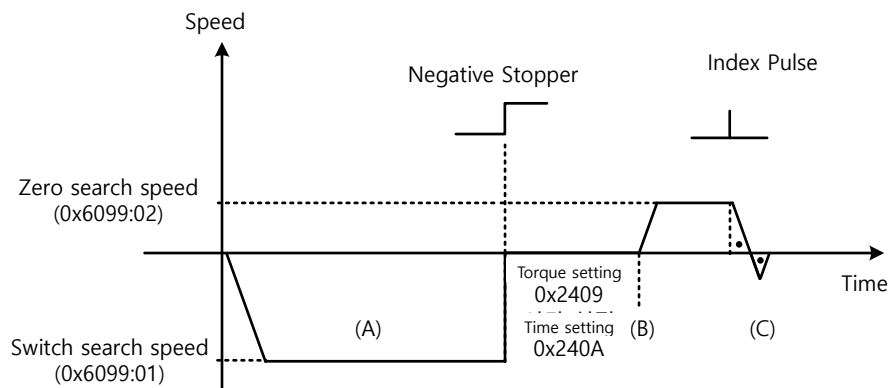 Speed
Negative Stopper
Index Pulse
Zero search speed
(0x6099:02)
Torque setting
0x2409
Time
Time setting
0x240A
(A)
(B)
(C)
Switch search speed
(0x6099:01)